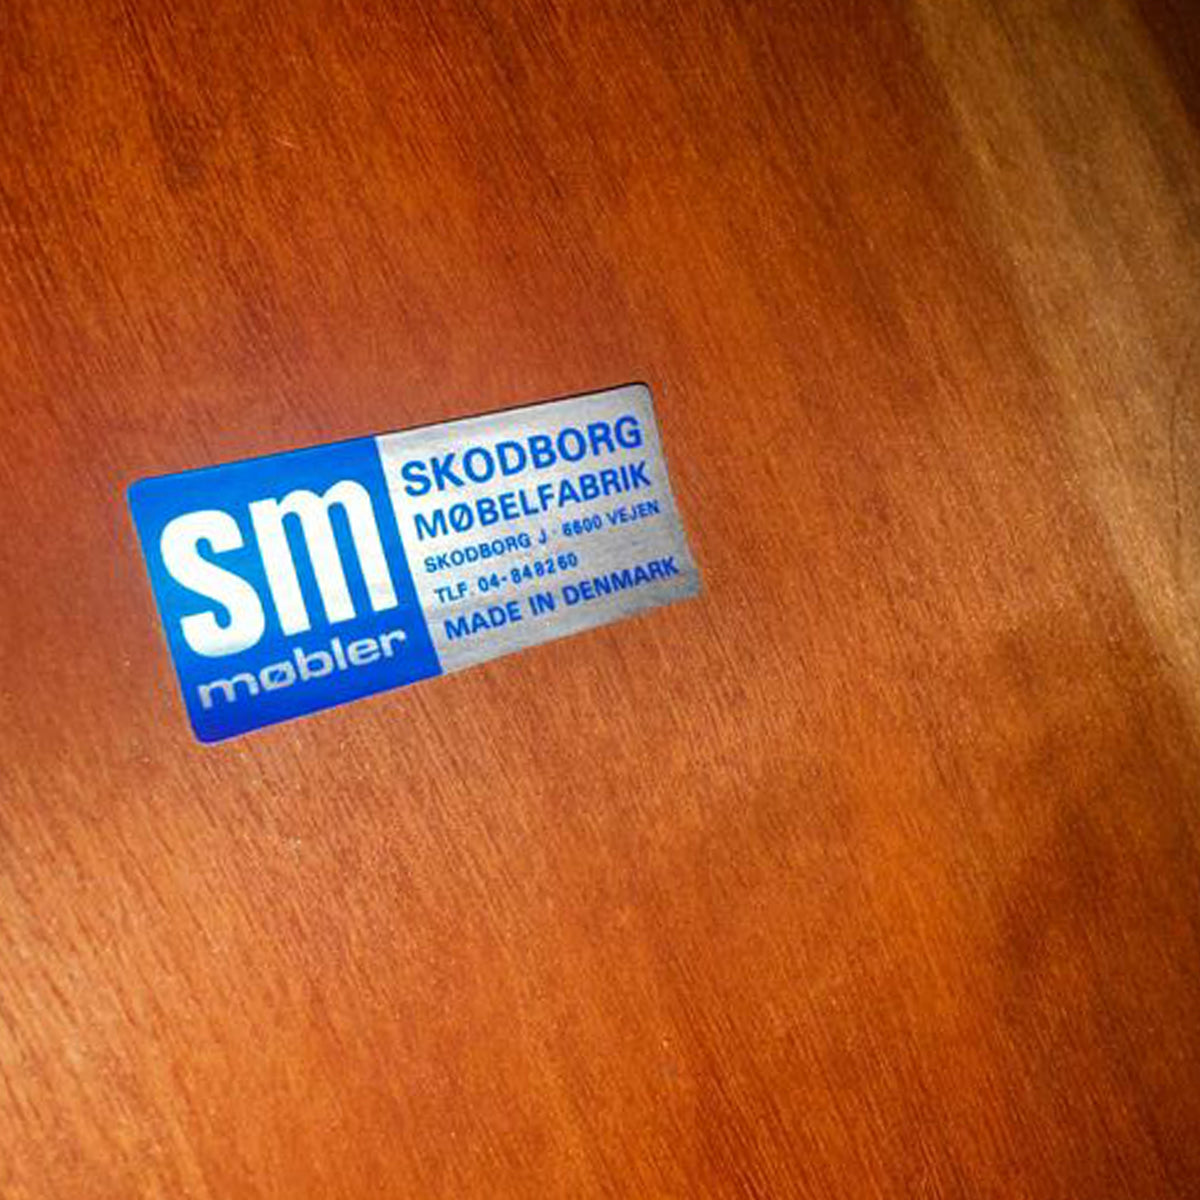 sm
møbler
SKODBORG
MØBELFABRIK
SKODBORG J · 6600 VEJEN
TLF. 04-848260
MADE IN DENMARK